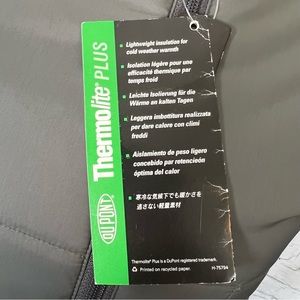 DUPONT
Thermolite® PLUS
Lightweight insulation for
cold weather warmth
Isolation légère pour une
efficacité thermique par
temps froid
Leichte Isolierung für die
Wärme an kalten Tagen
Leggera imbottitura realizzata
per dare calore con climi
freddi
Aislamiento de peso ligero
concebido par retencieón
óptima del calor
寒冷な気候下でも暖かさを
逃さない軽量素材
Thermolite® Plus is a DuPont registered trademark.
Printed on recycled paper.
H-75794